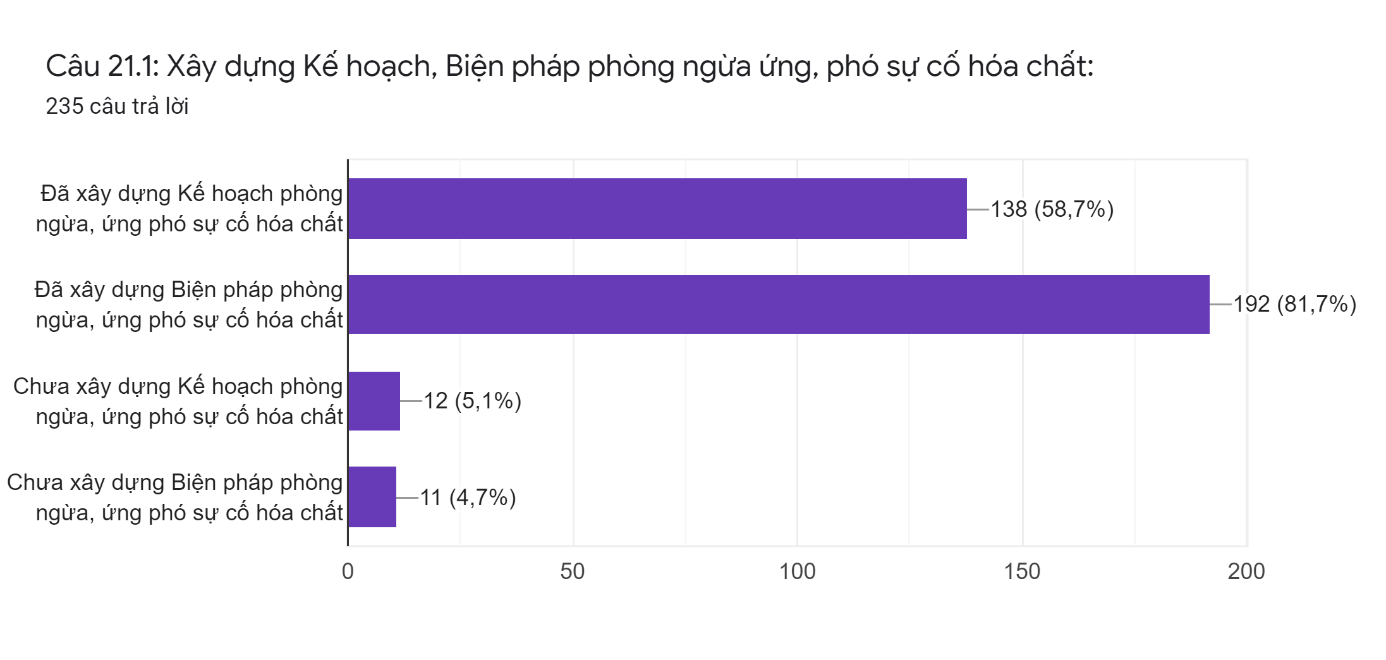 Câu 21.1: Xây dựng Kế hoạch, Biện pháp phòng ngừa ứng, phó sự cố hóa chất:
235 câu trả lời
Đã xây dựng Kế hoạch phòng
ngừa, ứng phó sự cố hóa chất
138 (58,7%)
Đã xây dựng Biện pháp phòng
ngừa, ứng phó sự cố hóa chất
192 (81,7%)
Chưa xây dựng Kế hoạch phòng
ngừa, ứng phó sự cố hóa chất
12 (5,1%)
Chưa xây dựng Biện pháp phòng
ngừa, ứng phó sự cố hóa chất
11 (4,7%)
0 50 100 150 200